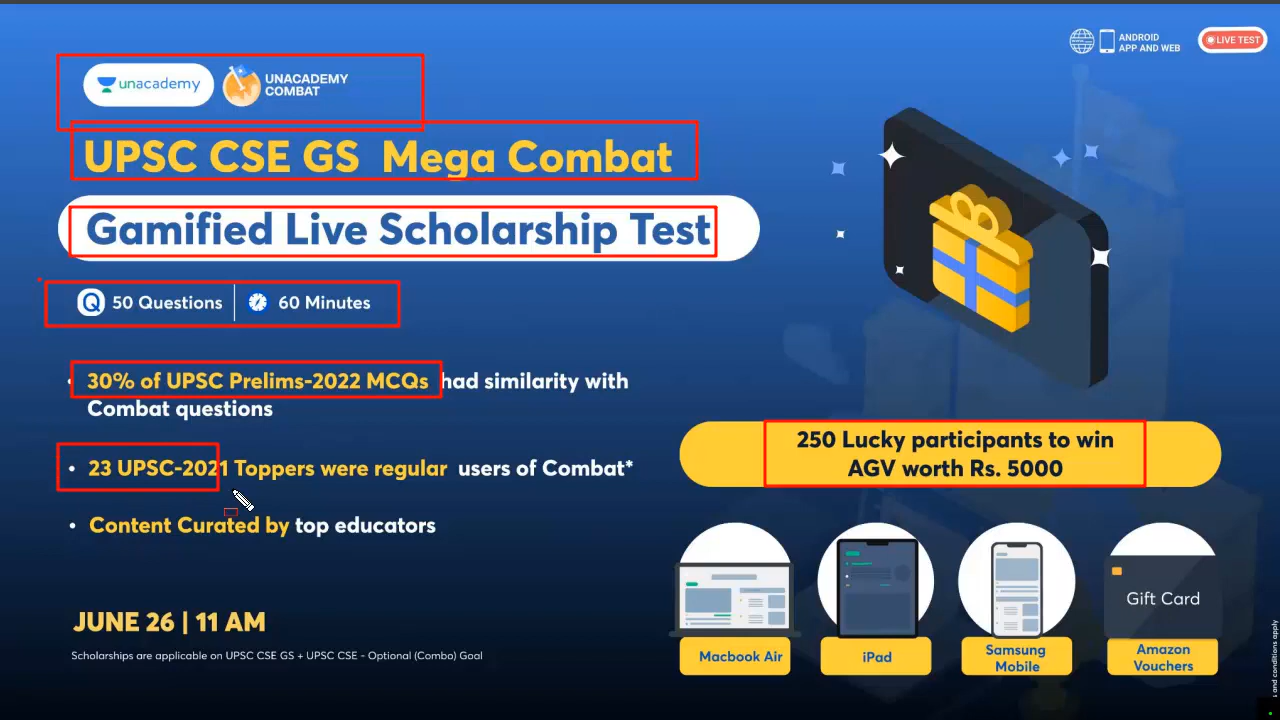 ANDROID
APP AND WEB
LIVE TEST
unacademy
UNACADEMY
COMBAT
UPSC CSE GS Mega Combat
Gamified Live Scholarship Test
Q 50 Questions
60 Minutes
• 30% of UPSC Prelims-2022 MCQs had similarity with
Combat questions
• 23 UPSC-2021 Toppers were regular users of Combat*
• Content Curated by top educators
JUNE 26 | 11 AM
Scholarships are applicable on UPSC CSE GS + UPSC CSE - Optional (Combo) Goal
250 Lucky participants to win
AGV worth Rs. 5000
Gift Card
Macbook Air
iPad
Samsung
Mobile
Amazon
Vouchers
and conditions apply